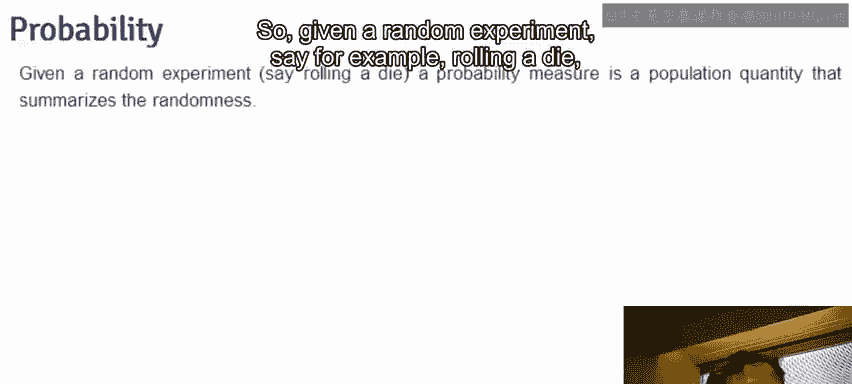 Probability
So, given a random experiment,
say for example, rolling a die,
Given a random experiment (say rolling a die) a probability measure is a population quantity that
summarizes the randomness.